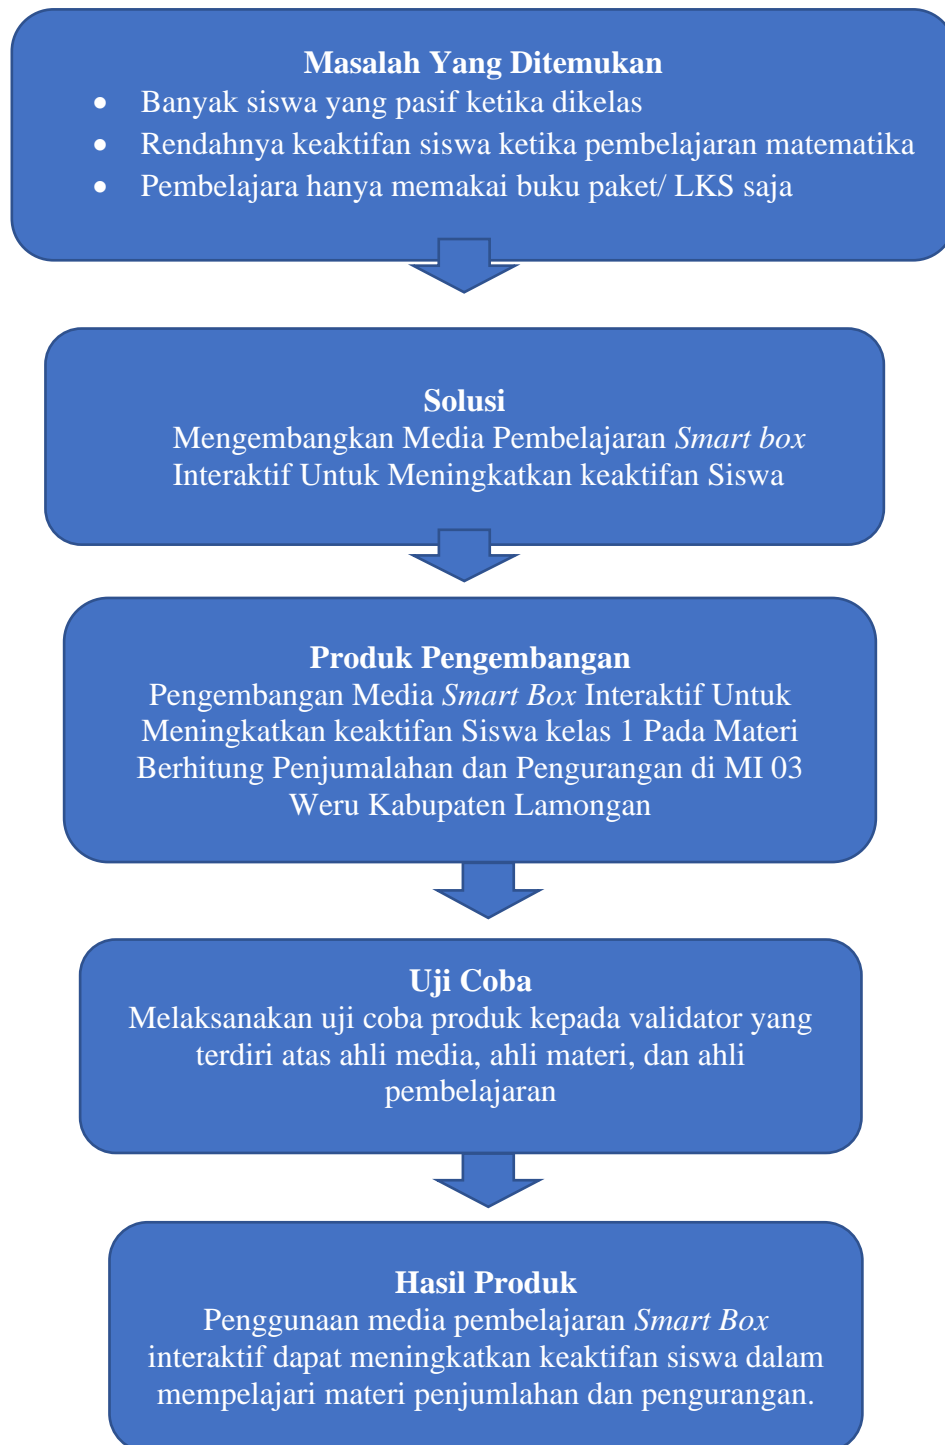 Masalah Yang Ditemukan
• Banyak siswa yang pasif ketika dikelas
• Rendahnya keaktifan siswa ketika pembelajaran matematika
• Pembelajara hanya memakai buku paket/ LKS saja
Solusi
Mengembangkan Media Pembelajaran Smart box
Interaktif Untuk Meningkatkan keaktifan Siswa
Produk Pengembangan
Pengembangan Media Smart Box Interaktif Untuk
Meningkatkan keaktifan Siswa kelas 1 Pada Materi
Berhitung Penjumalahan dan Pengurangan di MI 03
Weru Kabupaten Lamongan
Uji Coba
Melaksanakan uji coba produk kepada validator yang
terdiri atas ahli media, ahli materi, dan ahli
pembelajaran
Hasil Produk
Penggunaan media pembelajaran Smart Box
interaktif dapat meningkatkan keaktifan siswa dalam
mempelajari materi penjumlahan dan pengurangan.